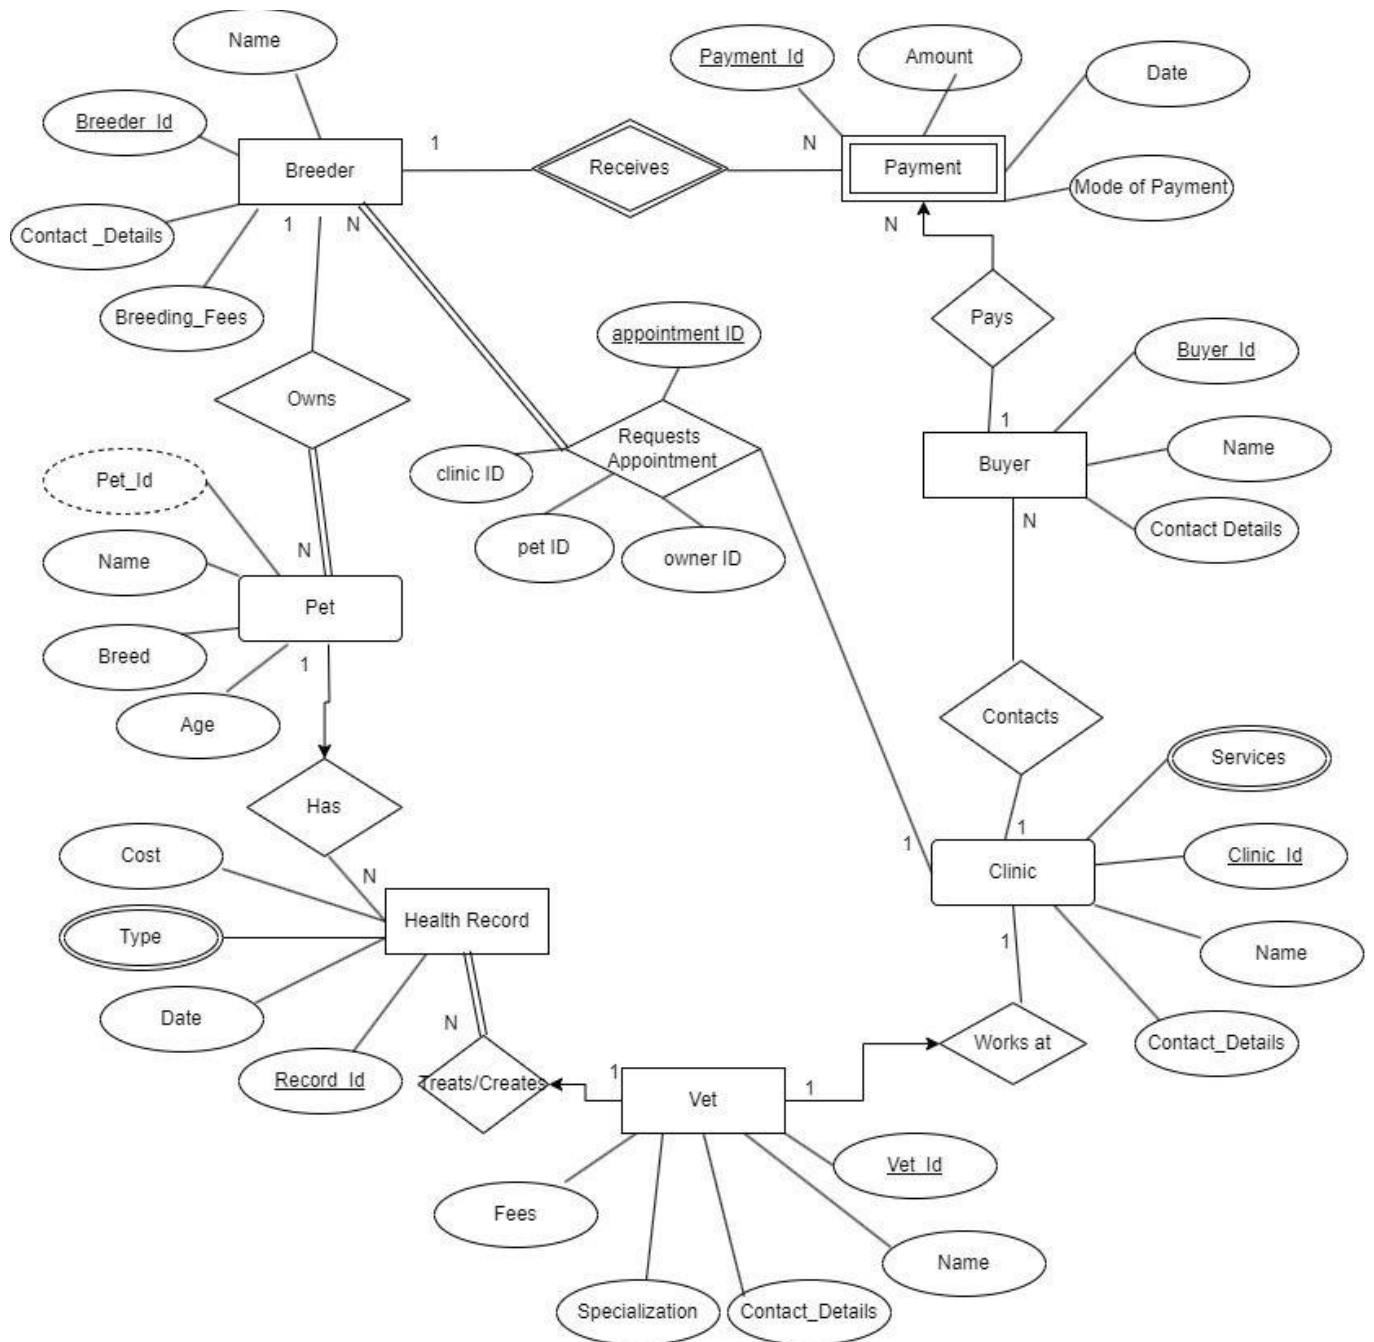 Name
Payment_Id
Amount
Date
Breeder_Id
1
N
Breeder
Receives
Payment
Mode of Payment
Contact _Details
1
N
N
Breeding_Fees
Pays
appointment ID
Buyer_Id
Owns
1
Requests
Appointment
Buyer
Name
clinic ID
Pet_Id
N
Contact Details
N
pet ID
owner ID
Name
Pet
Breed
1
Age
Contacts
Services
Has
1
Cost
1
Clinic_Id
N
Clinic
Health Record
Type
1
Name
Date
N
Works at
Contact_Details
Record_Id
Treats/Creates
1
1
Vet
Vet_Id
Fees
Name
Specialization
Contact_Details